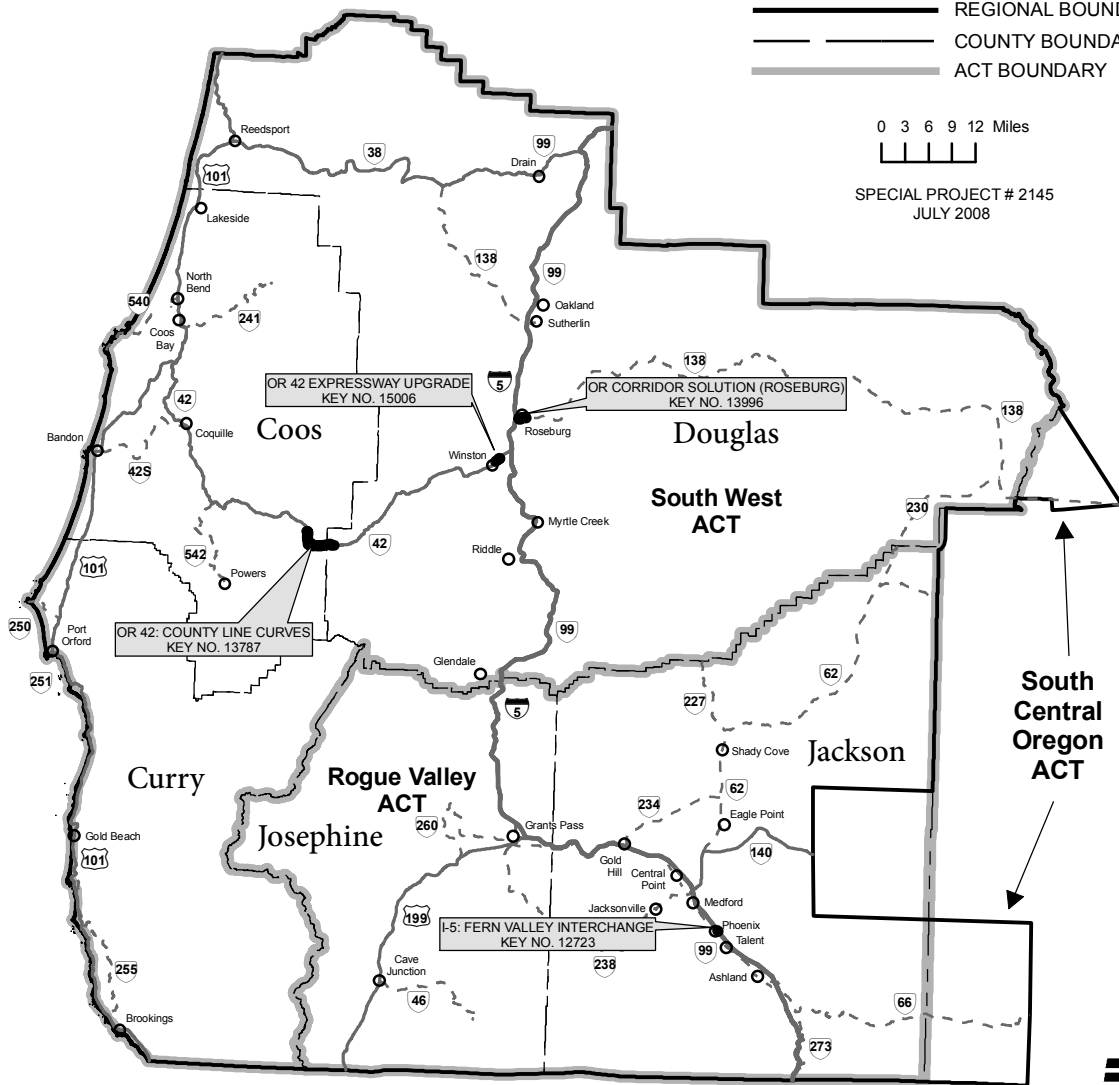 REGIONAL BOUND
COUNTY BOUNDA
ACT BOUNDARY
0 3 6 9 12 Miles
SPECIAL PROJECT # 2145
JULY 2008
Reedsport
38
99
Drain
101
Lakeside
138
99
North
Bend
Oakland
540
241
Sutherlin
Coos
Bay
138
OR 42 EXPRESSWAY UPGRADE
KEY NO. 15006
5
OR CORRIDOR SOLUTION (ROSEBURG)
KEY NO. 13996
42
138
Coos
Roseburg
Douglas
Coquille
Bandon
Winston
42S
South West
ACT
230
Myrtle Creek
42
542
Riddle
101
Powers
250
Port
Orford
OR 42: COUNTY LINE CURVES
KEY NO. 13787
99
251
Glendale
62
227
5
South
Central
Oregon
ACT
Shady Cove
Jackson
Curry
Rogue Valley
ACT
62
234
Eagle Point
Josephine
260
Grants Pass
Gold Beach
101
Gold
Hill
140
Central
Point
Medford
Jacksonville
199
I-5: FERN VALLEY INTERCHANGE
KEY NO. 12723
Phoenix
99
Talent
238
Cave
Junction
255
46
Ashland
66
Brookings
273